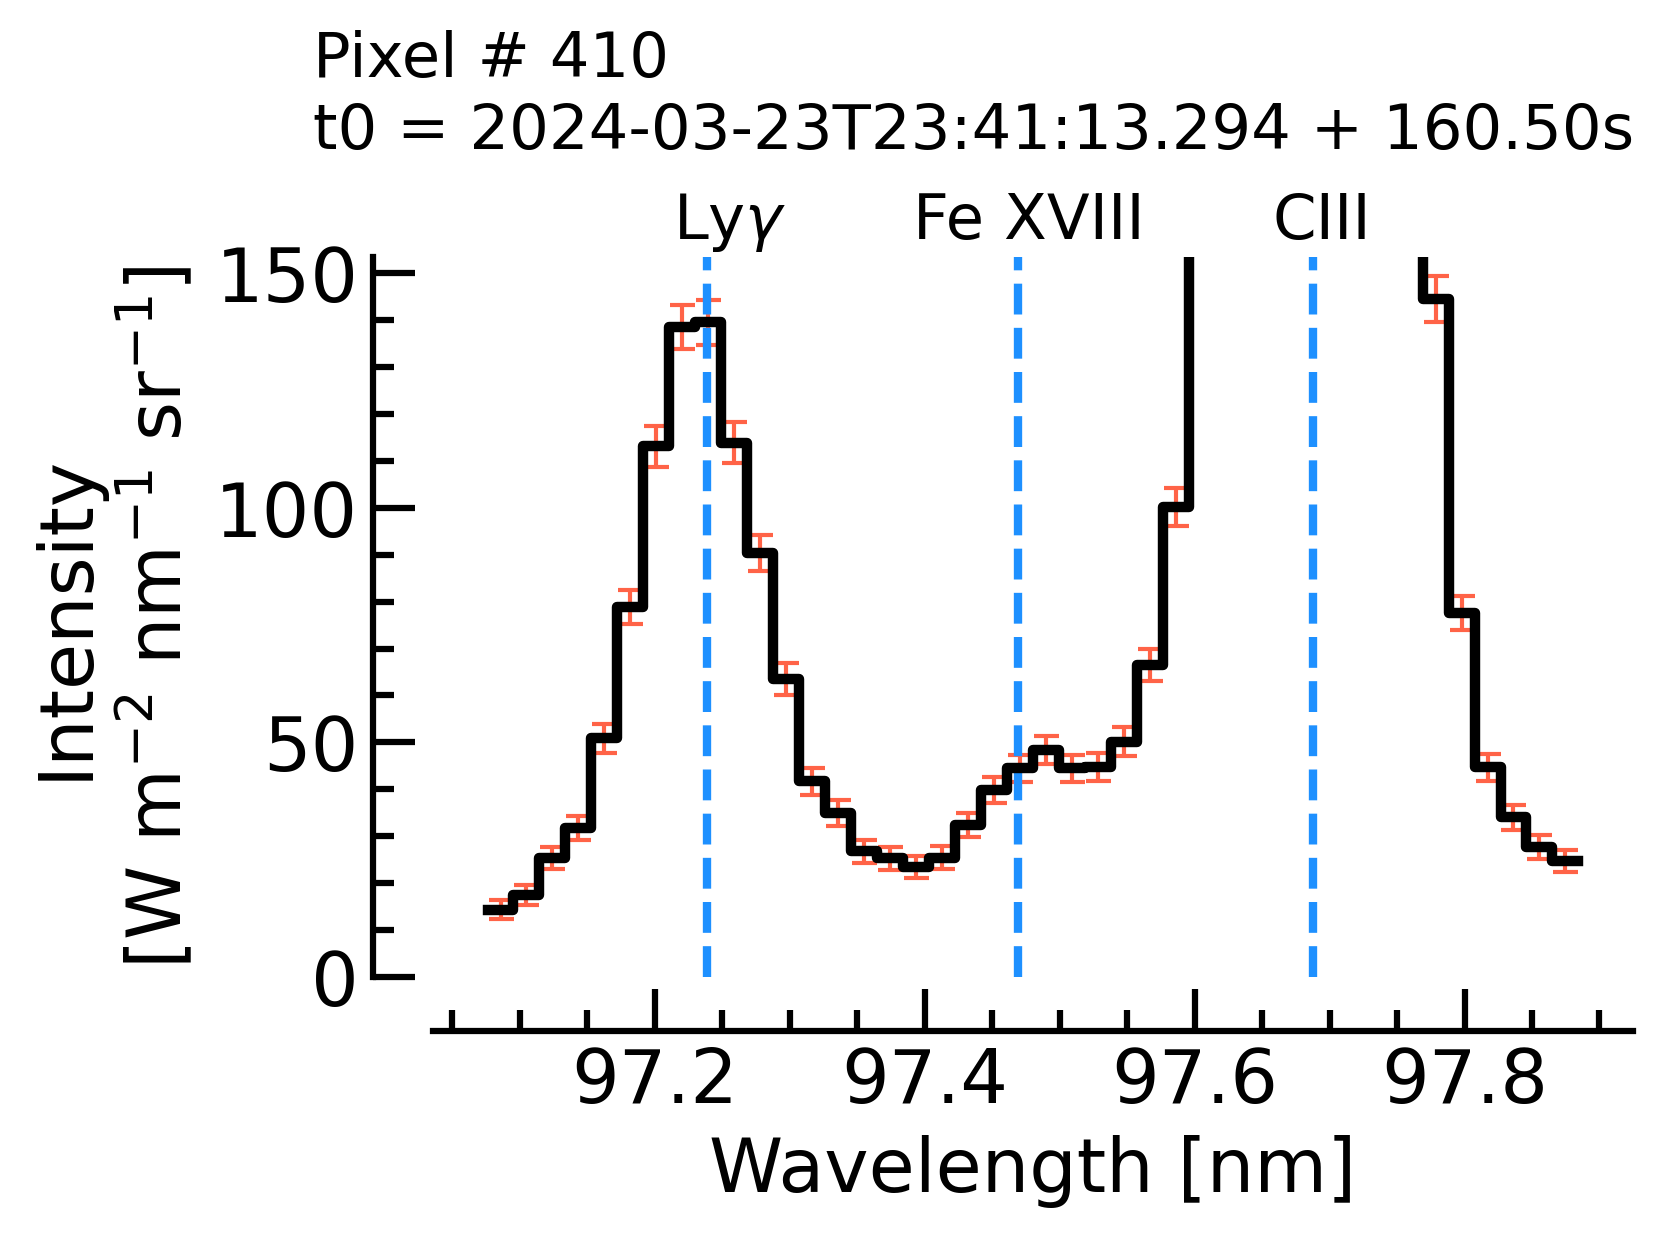 Pixel # 410
t0 = 2024-03-23T23:41:13.294 + 160.50s
Lyγ Fe XVIII CIII
150
100
50
0
Intensity
[W m⁻² nm⁻¹ sr⁻¹]
97.2 97.4 97.6 97.8
Wavelength [nm]